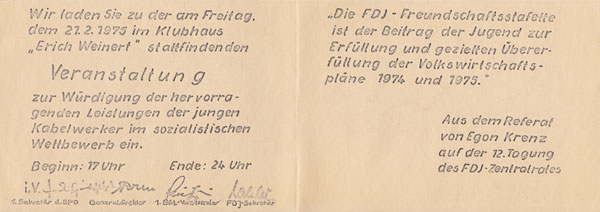 Wir laden Sie zu der am Freitag,
dem 21.2.1975 im Klubhaus
„Erich Weinert" stattfindenden
Veranstaltung
zur Würdigung der hervorra-
genden Leistungen der jungen
Kabelwerker im sozialistischen
Wettbewerb ein.
Beginn: 17 Uhr Ende: 24 Uhr
i.V.
1. Sekretär d. SPO Generaldirektor 1. BGL-Vorsitzender FDJ-Sekretär
„Die FDJ-Freundschaftsstafette
ist der Beitrag der Jugend zur
Erfüllung und gezielten Überer-
füllung der Volkswirtschafts-
pläne 1974 und 1975."
Aus dem Referat
von Egon Krenz
auf der 12. Tagung
des FDJ-Zentralrates